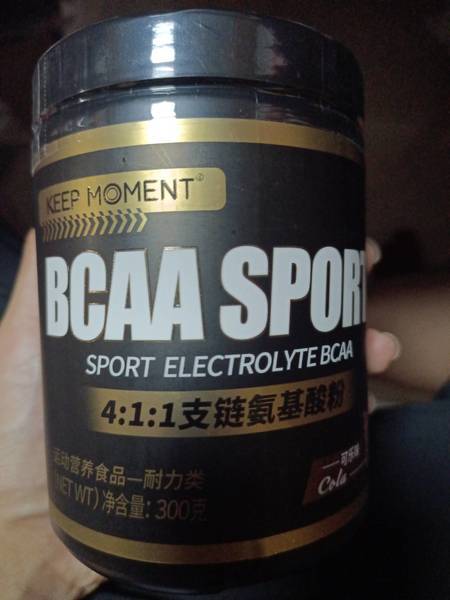 KEEP MOMENT®
BCAA SPORT
SPORT ELECTROLYTE BCAA
4:1:1支链氨基酸粉
运动营养食品—耐力类
(NET WT) 净含量: 300克
可乐味
Cola